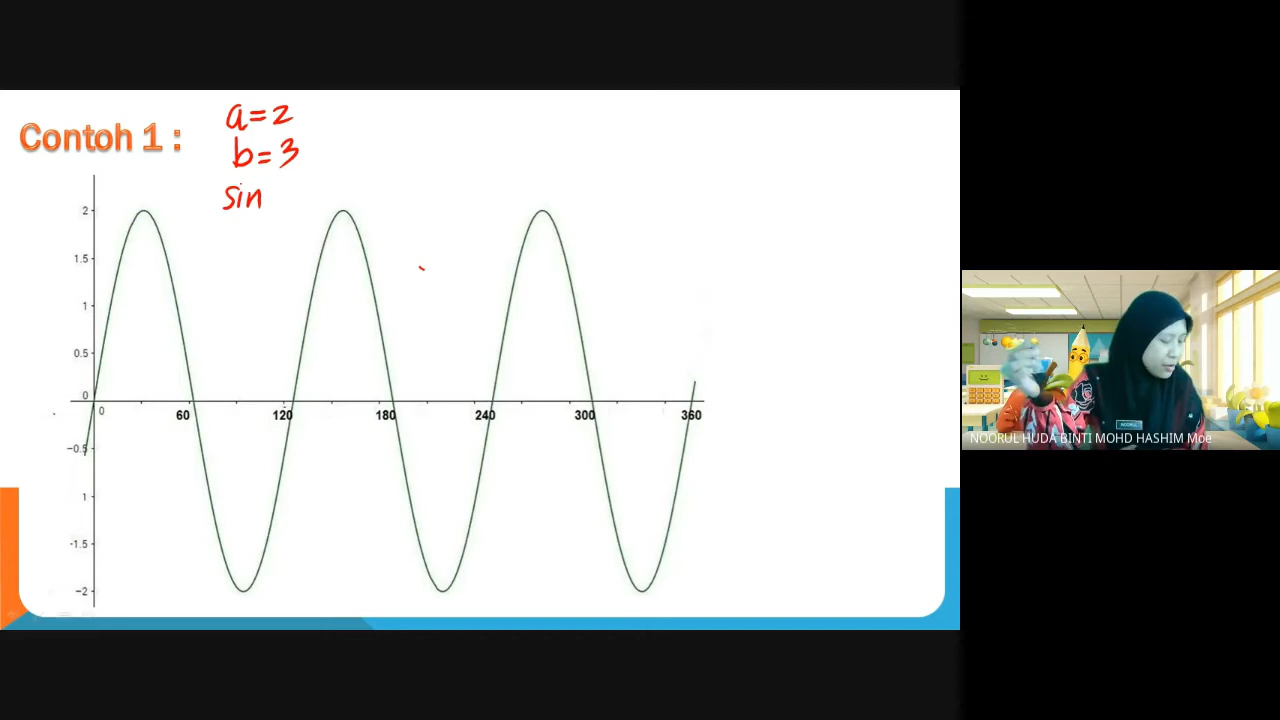 Contoh 1 :
a = 2
b = 3
sin
2
1.5
1
0.5
0
0
60
120
180
240
300
360
−0.5
1
-1.5
−2
NOORUL
NOORUL HUDA BINTI MOHD HASHIM Moe